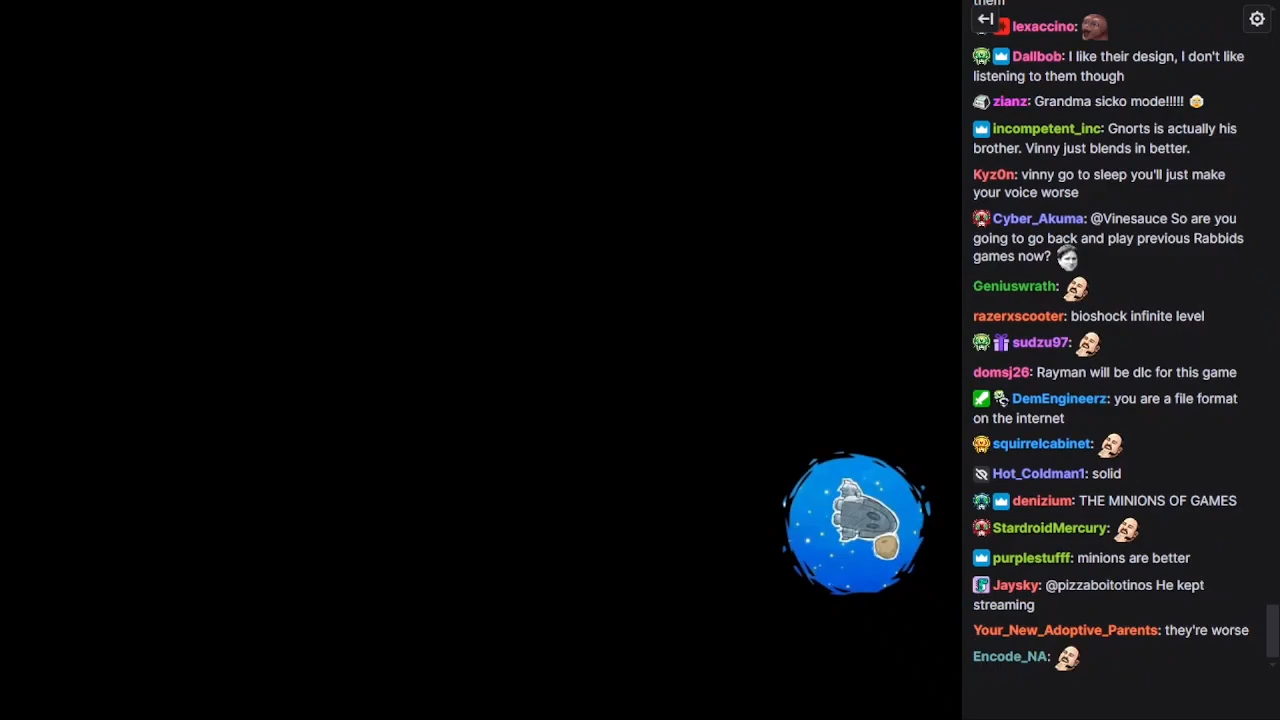 them
lexaccino:
Dallbob: I like their design, I don't like
listening to them though
zianz: Grandma sicko mode!!!!!
incompetent_inc: Gnorts is actually his
brother. Vinny just blends in better.
Kyz0n: vinny go to sleep you'll just make
your voice worse
Cyber_Akuma: @Vinesauce So are you
going to go back and play previous Rabbids
games now?
Geniuswrath:
razerxscooter: bioshock infinite level
sudzu97:
domsj26: Rayman will be dlc for this game
DemEngineerz: you are a file format
on the internet
squirrelcabinet:
Hot_Coldman1: solid
denizium: THE MINIONS OF GAMES
StardroidMercury:
purplestufff: minions are better
Jaysky: @pizzaboitotinos He kept
streaming
Your_New_Adoptive_Parents: they're worse
Encode_NA: